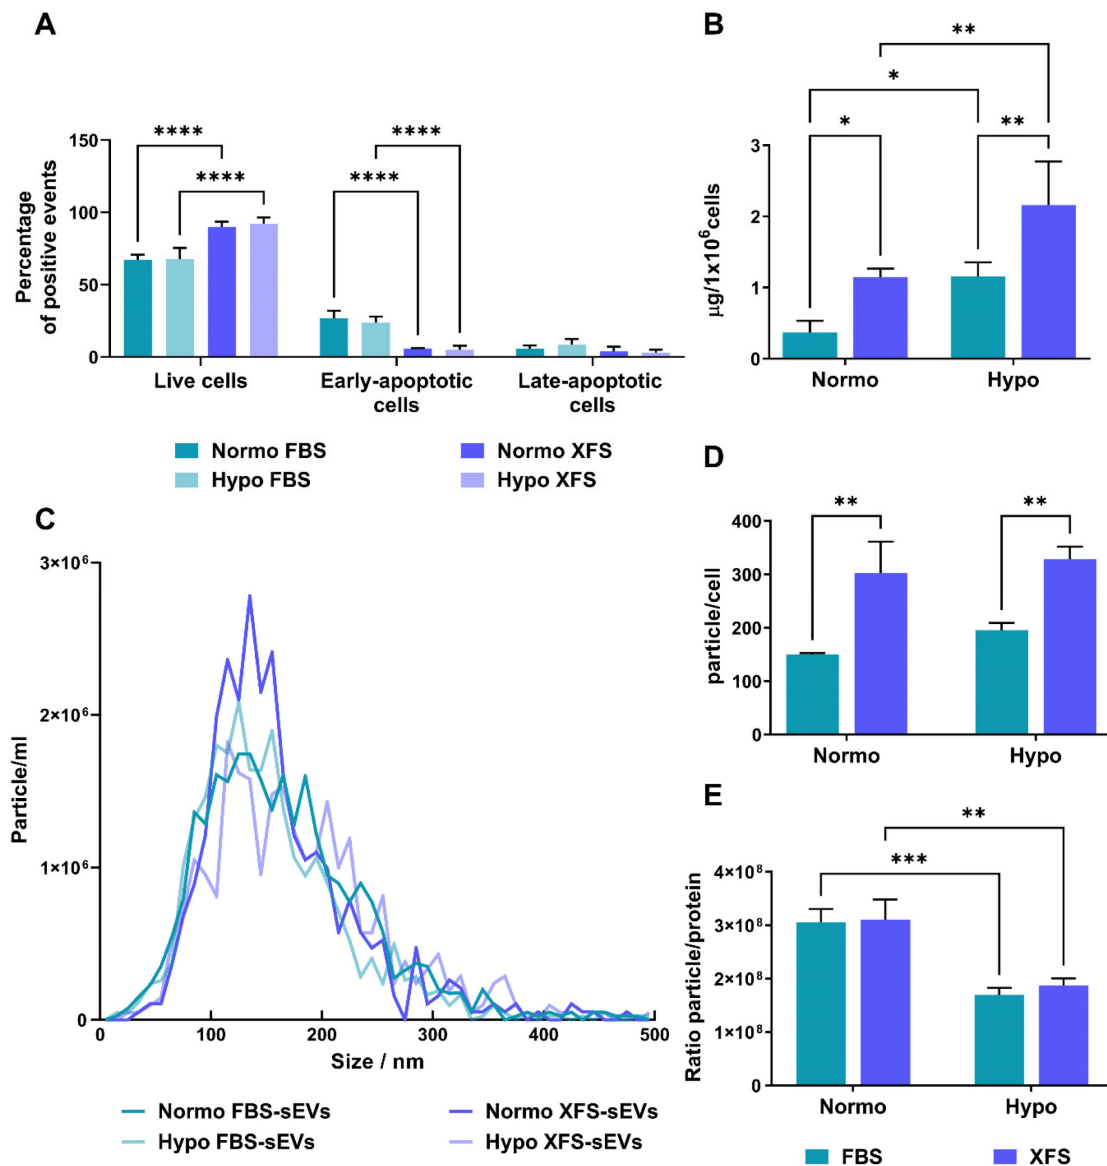 A
****
****
****
****
150
100
50
0
Percentage
of positive events
Live cells
Early-apoptotic
cells
Late-apoptotic
cells
Normo FBS
Hypo FBS
Normo XFS
Hypo XFS
B
**
*
*
**
3
2
1
0
µg/1x10⁶cells
Normo
Hypo
C
3×10⁶
2×10⁶
1×10⁶
0
Particle/ml
0
100
200
300
400
500
Size / nm
Normo FBS-sEVs
Hypo FBS-sEVs
Normo XFS-sEVs
Hypo XFS-sEVs
D
**
**
400
300
200
100
0
particle/cell
Normo
Hypo
E
**
***
4×10⁸
3×10⁸
2×10⁸
1×10⁸
0
Ratio particle/protein
Normo
Hypo
FBS
XFS